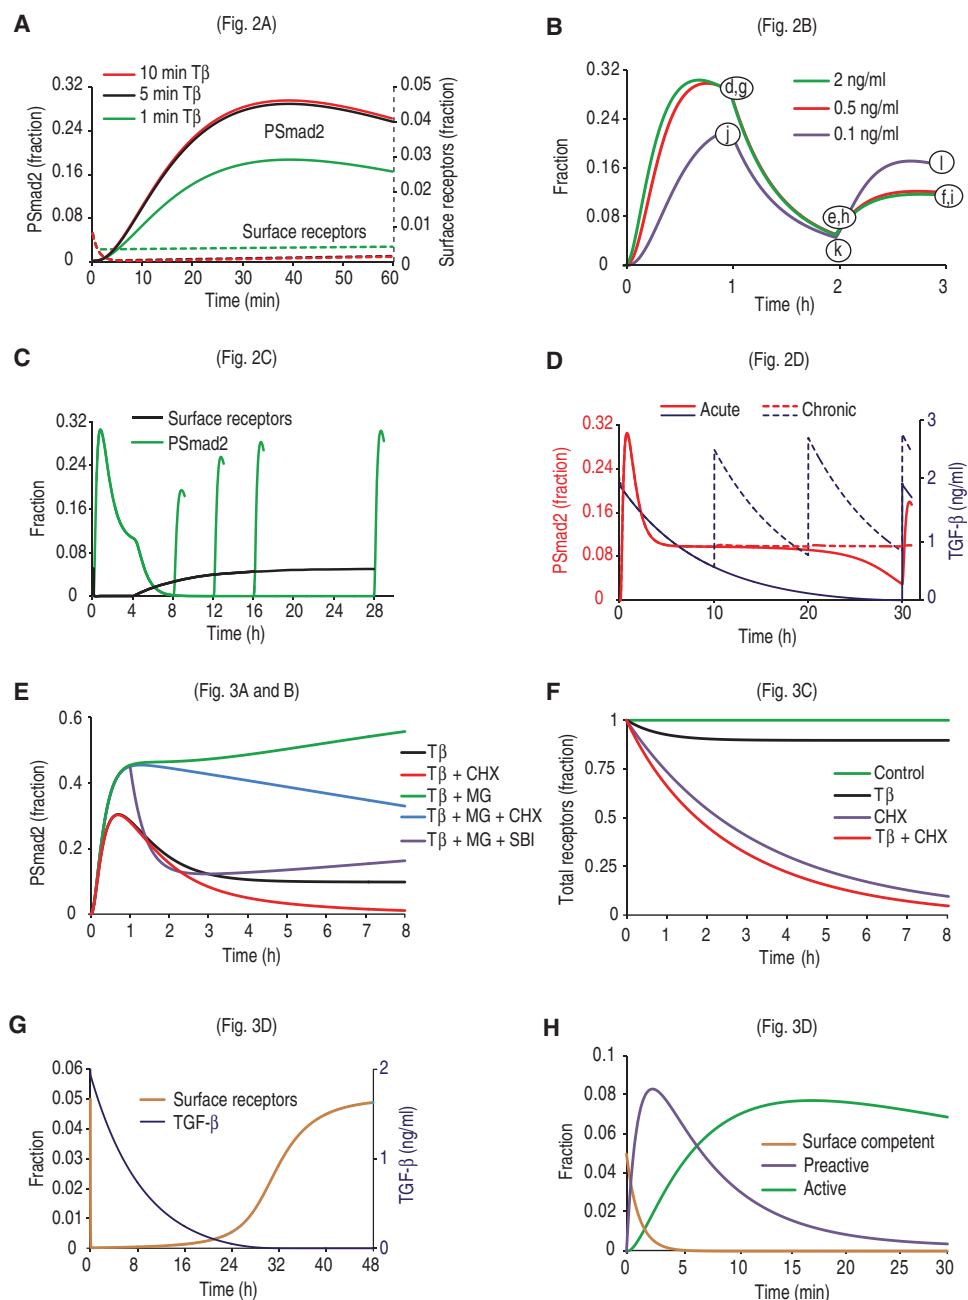 A
(Fig. 2A)
10 min Tβ
5 min Tβ
1 min Tβ
PSmad2
Surface receptors
PSmad2 (fraction)
0.32
0.24
0.16
0.08
0
Surface receptors (fraction)
0.05
0.04
0.03
0.02
0.01
0
0 10 20 30 40 50 60
Time (min)
B
(Fig. 2B)
2 ng/ml
0.5 ng/ml
0.1 ng/ml
d,g
j
l
f,i
e,h
k
Fraction
0.32
0.24
0.16
0.08
0
0 1 2 3
Time (h)
C
(Fig. 2C)
Surface receptors
PSmad2
Fraction
0.32
0.24
0.16
0.08
0
0 4 8 12 16 20 24 28
Time (h)
D
(Fig. 2D)
Acute
Chronic
PSmad2 (fraction)
0.32
0.24
0.16
0.08
0
TGF-β (ng/ml)
3
2
1
0
0 10 20 30
Time (h)
E
(Fig. 3A and B)
Tβ
Tβ + CHX
Tβ + MG
Tβ + MG + CHX
Tβ + MG + SBI
PSmad2 (fraction)
0.6
0.4
0.2
0
0 1 2 3 4 5 6 7 8
Time (h)
F
(Fig. 3C)
Control
Tβ
CHX
Tβ + CHX
Total receptors (fraction)
1
0.75
0.5
0.25
0
0 1 2 3 4 5 6 7 8
Time (h)
G
(Fig. 3D)
Surface receptors
TGF-β
Fraction
0.06
0.05
0.04
0.03
0.02
0.01
0
TGF-β (ng/ml)
2
1
0
0 8 16 24 32 40 48
Time (h)
H
(Fig. 3D)
Surface competent
Preactive
Active
Fraction
0.1
0.08
0.06
0.04
0.02
0
0 5 10 15 20 25 30
Time (min)